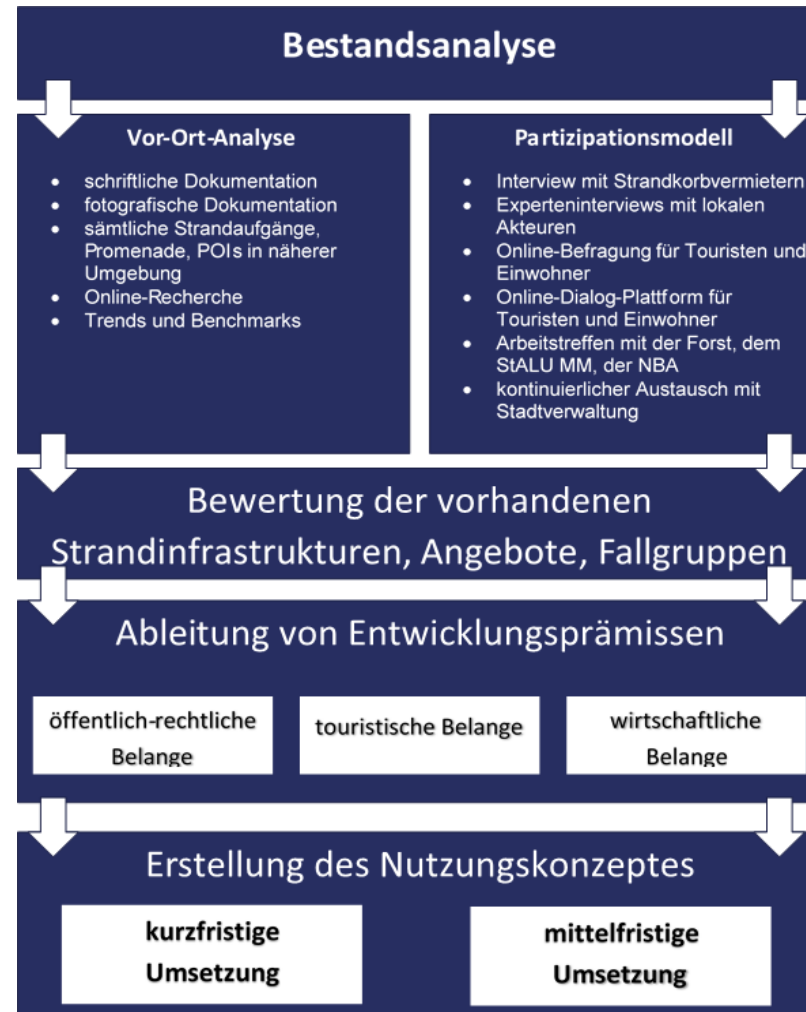 Bestandsanalyse
Vor-Ort-Analyse
• schriftliche Dokumentation
• fotografische Dokumentation
• sämtliche Strandaufgänge,
Promenade, POIs in näherer
Umgebung
• Online-Recherche
• Trends und Benchmarks
Partizipationsmodell
• Interview mit Strandkorbvermietern
• Experteninterviews mit lokalen
Akteuren
• Online-Befragung für Touristen und
Einwohner
• Online-Dialog-Plattform für
Touristen und Einwohner
• Arbeitstreffen mit der Forst, dem
StALU MM, der NBA
• kontinuierlicher Austausch mit
Stadtverwaltung
Bewertung der vorhandenen
Strandinfrastrukturen, Angebote, Fallgruppen
Ableitung von Entwicklungsprämissen
öffentlich-rechtliche
Belange
touristische Belange
wirtschaftliche
Belange
Erstellung des Nutzungskonzeptes
kurzfristige
Umsetzung
mittelfristige
Umsetzung